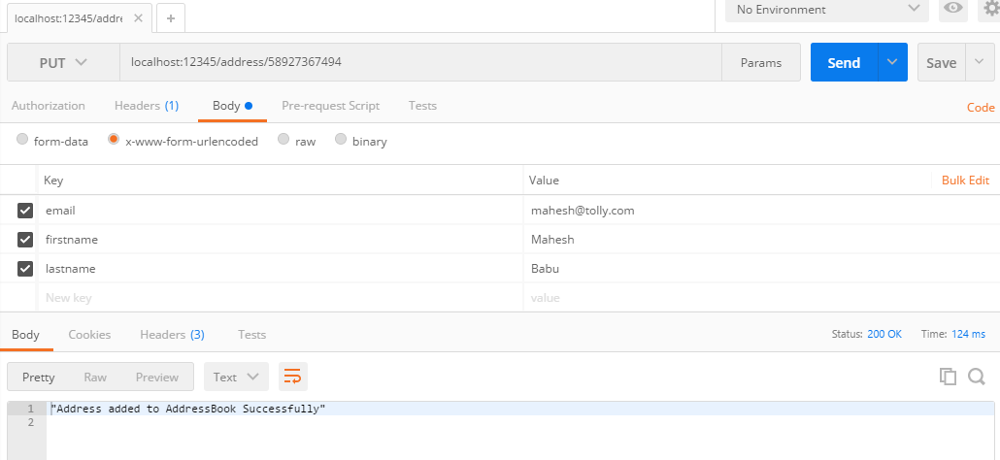 localhost:12345/addre
No Environment
PUT localhost:12345/address/58927367494 Params Send Save
Authorization Headers (1) Body Pre-request Script Tests Code
form-data x-www-form-urlencoded raw binary
Key Value Bulk Edit
email mahesh@tolly.com
firstname Mahesh
lastname Babu
New key value
Body Cookies Headers (3) Tests Status: 200 OK Time: 124 ms
Pretty Raw Preview Text
1 "Address added to AddressBook Successfully"
2